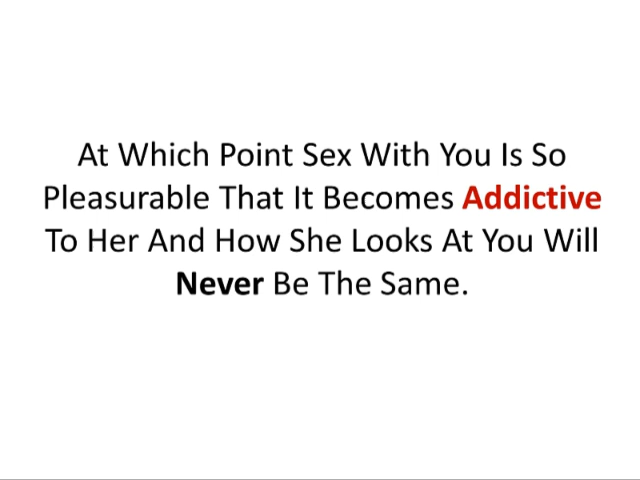 At Which Point Sex With You Is So
Pleasurable That It Becomes Addictive
To Her And How She Looks At You Will
Never Be The Same.